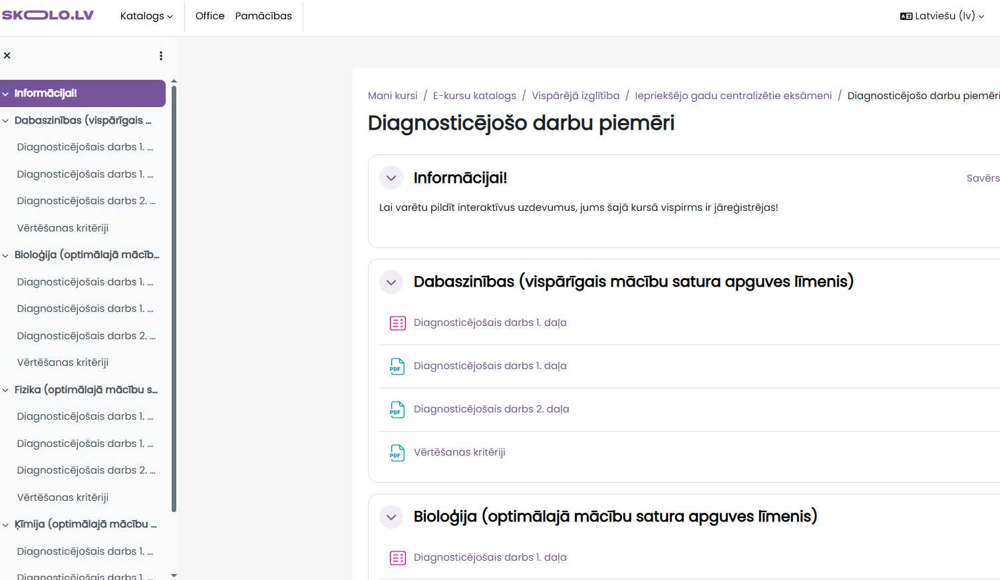 SKOLO.LV
Katalogs
Office
Pamācības
Latviešu (lv)
Informācijai!
Dabaszinības (vispārīgais ...
Diagnosticējošais darbs 1. ...
Diagnosticējošais darbs 1. ...
Diagnosticējošais darbs 2. ...
Vērtēšanas kritēriji
Bioloģija (optimālajā mācīb...
Diagnosticējošais darbs 1. ...
Diagnosticējošais darbs 1. ...
Diagnosticējošais darbs 2. ...
Vērtēšanas kritēriji
Fizika (optimālajā mācību s...
Diagnosticējošais darbs 1. ...
Diagnosticējošais darbs 1. ...
Diagnosticējošais darbs 2. ...
Vērtēšanas kritēriji
Ķīmija (optimālajā mācību ...
Diagnosticējošais darbs 1. ...
Diagnosticējošais darbs 1. ...
Mani kursi / E-kursu katalogs / Vispārējā izglītība / Iepriekšējo gadu centralizētie eksāmeni / Diagnosticējošo darbu piemēri
Diagnosticējošo darbu piemēri
Informācijai!
Savērs
Lai varētu pildīt interaktīvus uzdevumus, jums šajā kursā vispirms ir jāreģistrējas!
Dabaszinības (vispārīgais mācību satura apguves līmenis)
Diagnosticējošais darbs 1. daļa
PDF
Diagnosticējošais darbs 1. daļa
PDF
Diagnosticējošais darbs 2. daļa
PDF
Vērtēšanas kritēriji
Bioloģija (optimālajā mācību satura apguves līmenis)
Diagnosticējošais darbs 1. daļa